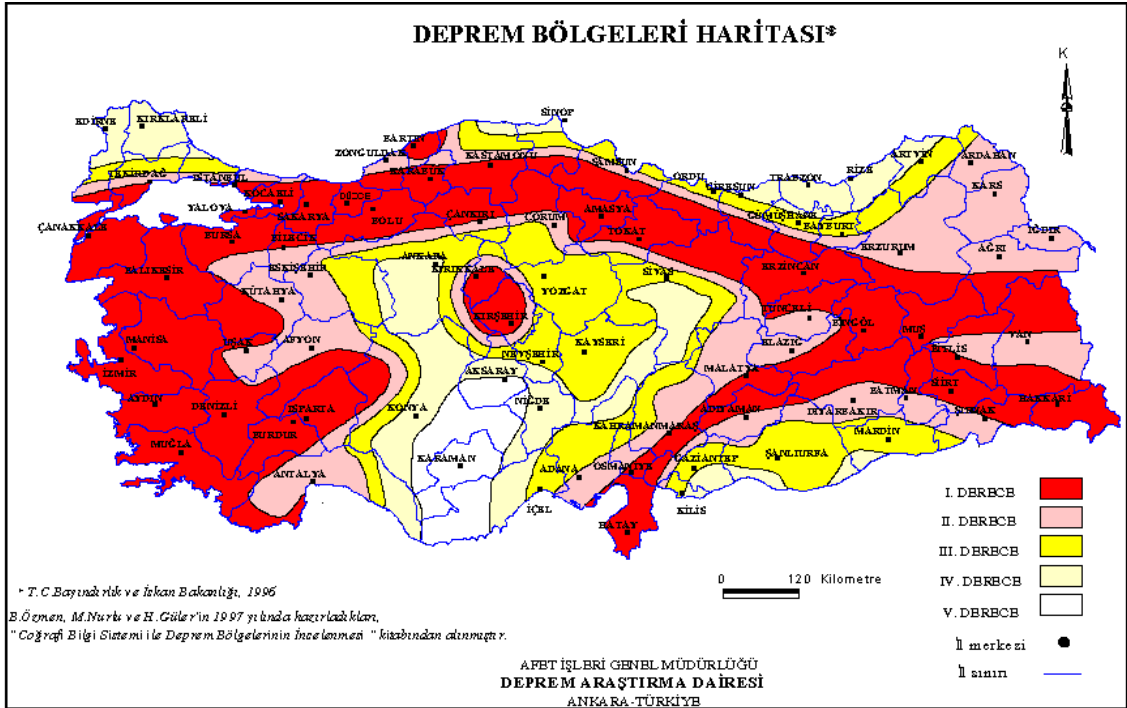 DEPREM BÖLGELERİ HARİTASI*
K
SİNOP
EDİRNE
KIRKLARELİ
BARTIN
ZONGULDAK
KASTAMONU
KARABÜK
SAMSUN
ARTVİN
ARDAHAN
RİZE
TRABZON
KARS
TEKİRDAĞ
İSTANBUL
KOCAELİ
DÜZCE
ORDU
GİRESUN
YALOVA
SAKARYA
BOLU
ÇANKIRI
ÇORUM
AMASYA
GÜMÜŞHANE
BAYBURT
IĞDIR
ÇANAKKALE
BURSA
BİLECİK
TOKAT
ERZURUM
AĞRI
BALIKESİR
ESKİŞEHİR
ANKARA
KIRIKKALE
SİVAS
ERZİNCAN
KÜTAHYA
YOZGAT
KIRŞEHİR
TUNCELİ
BİNGÖL
MUŞ
VAN
MANİSA
UŞAK
AFYON
NEVŞEHİR
KAYSERİ
ELAZIĞ
BİTLİS
İZMİR
AKSARAY
MALATYA
SİİRT
AYDIN
DENİZLİ
ISPARTA
KONYA
NİĞDE
ADIYAMAN
DİYARBAKIR
BATMAN
ŞIRNAK
HAKKARİ
BURDUR
KAHRAMANMARAŞ
MUĞLA
MARDİN
KARAMAN
ADANA
OSMANİYE
GAZİANTEP
ŞANLIURFA
ANTALYA
İÇEL
KİLİS
HATAY
I. DERECE
II. DERECE
III. DERECE
IV. DERECE
V. DERECE
İl merkezi
İl sınırı
0 120 Kilometre
* T.C.Bayındırlık ve İskan Bakanlığı, 1996
B.Özmen, M.Nurlu ve H.Güler'in 1997 yılında hazırladıkları,
"Coğrafi Bilgi Sistemi ile Deprem Bölgelerinin İncelenmesi" kitabından alınmıştır.
AFET İŞLERİ GENEL MÜDÜRLÜĞÜ
DEPREM ARAŞTIRMA DAİRESİ
ANKARA-TÜRKİYE